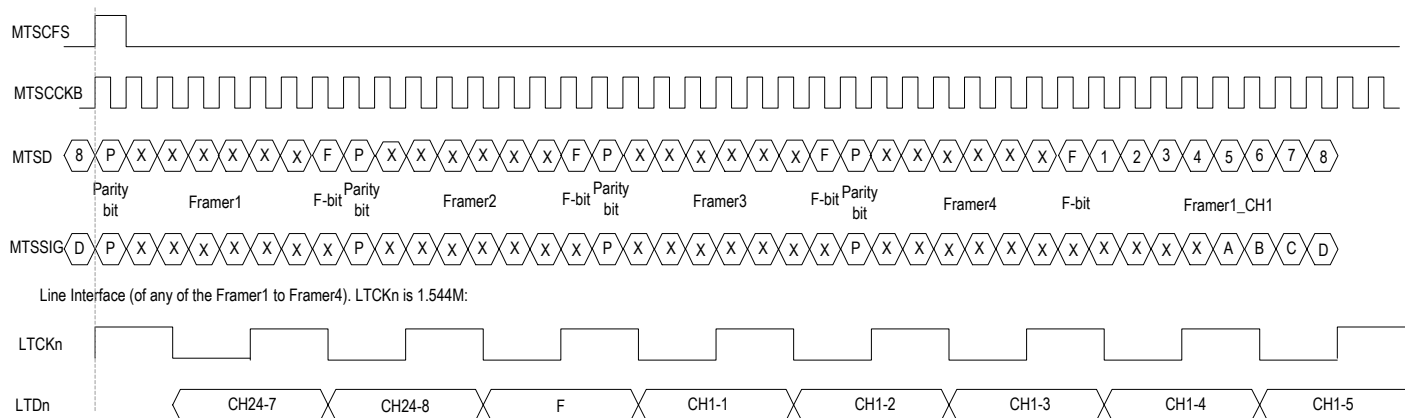 MTSCFS
MTSCCKB
MTSD 8 P X X X X X X F P X X X X X X F P X X X X X X F P X X X X X X F 1 2 3 4 5 6 7 8
Parity bit Framer1 F-bit Parity bit Framer2 F-bit Parity bit Framer3 F-bit Parity bit Framer4 F-bit Framer1_CH1
MTSSIG D P X X X X X X X P X X X X X X X P X X X X X X X P X X X X X X X X X X X A B C D
Line Interface (of any of the Framer1 to Framer4). LTCKn is 1.544M:
LTCKn
LTDn CH24-7 CH24-8 F CH1-1 CH1-2 CH1-3 CH1-4 CH1-5